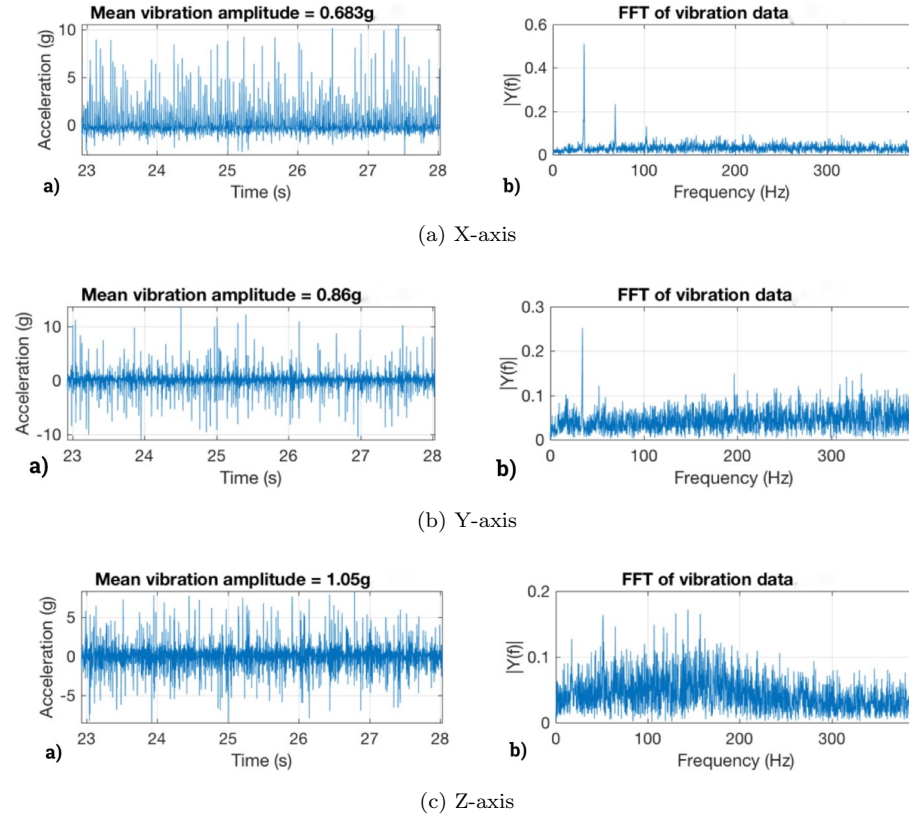 Mean vibration amplitude = 0.683g
FFT of vibration data
Acceleration (g)
10
5
0
23 24 25 26 27 28
Time (s)
a)
|Y(f)|
0.6
0.4
0.2
0
0 100 200 300
Frequency (Hz)
b)
(a) X-axis
Mean vibration amplitude = 0.86g
FFT of vibration data
Acceleration (g)
10
0
-10
23 24 25 26 27 28
Time (s)
a)
|Y(f)|
0.3
0.2
0.1
0
0 100 200 300
Frequency (Hz)
b)
(b) Y-axis
Mean vibration amplitude = 1.05g
FFT of vibration data
Acceleration (g)
5
0
-5
23 24 25 26 27 28
Time (s)
a)
|Y(f)|
0.2
0.1
0
0 100 200 300
Frequency (Hz)
b)
(c) Z-axis